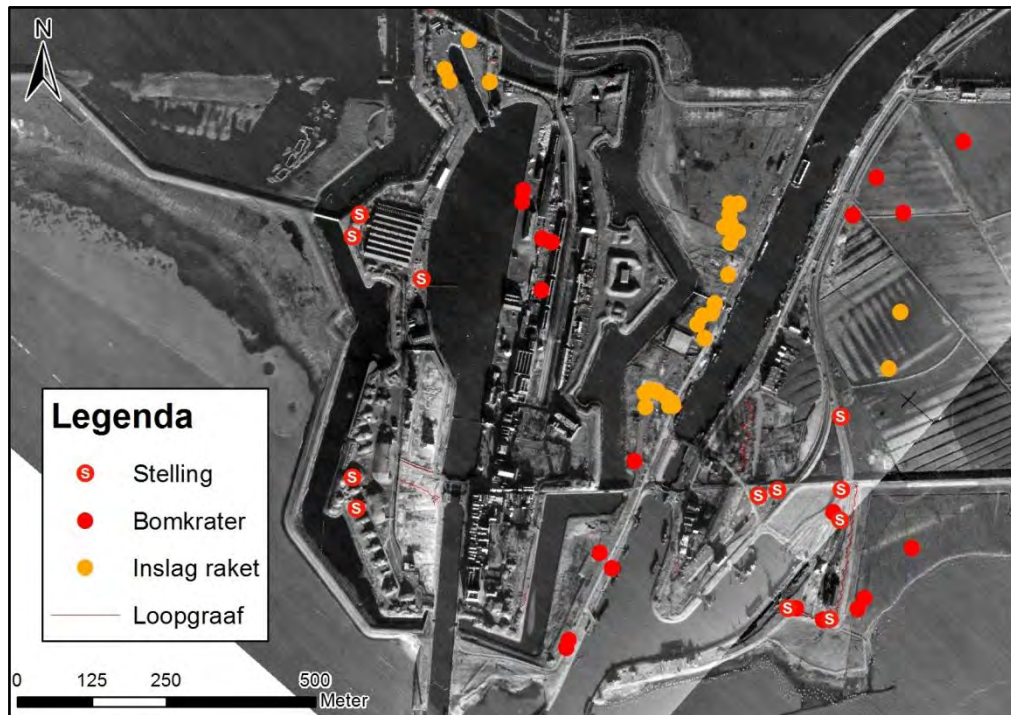 N
S
S
S
S
S
S
S
S
S
S
S
S
Legenda
S Stelling
Bomkrater
Inslag raket
Loopgraaf
0 125 250 500
Meter